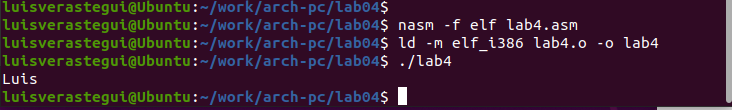 luisverastegui@Ubuntu:~/work/arch-pc/lab04$
luisverastegui@Ubuntu:~/work/arch-pc/lab04$ nasm -f elf lab4.asm
luisverastegui@Ubuntu:~/work/arch-pc/lab04$ ld -m elf_i386 lab4.o -o lab4
luisverastegui@Ubuntu:~/work/arch-pc/lab04$ ./lab4
Luis
luisverastegui@Ubuntu:~/work/arch-pc/lab04$